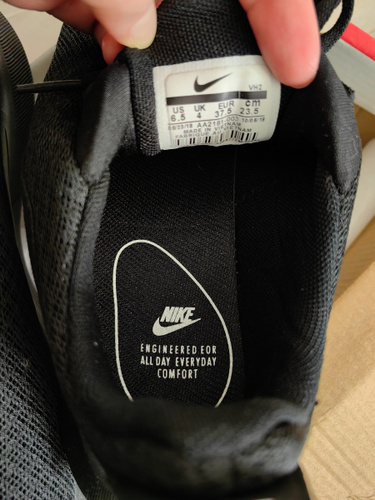 VN2
US UK EUR cm
6.5 4 37.5 23.5
MADE IN VIETNAM
NIKE
ENGINEERED FOR
ALL DAY EVERYDAY
COMFORT